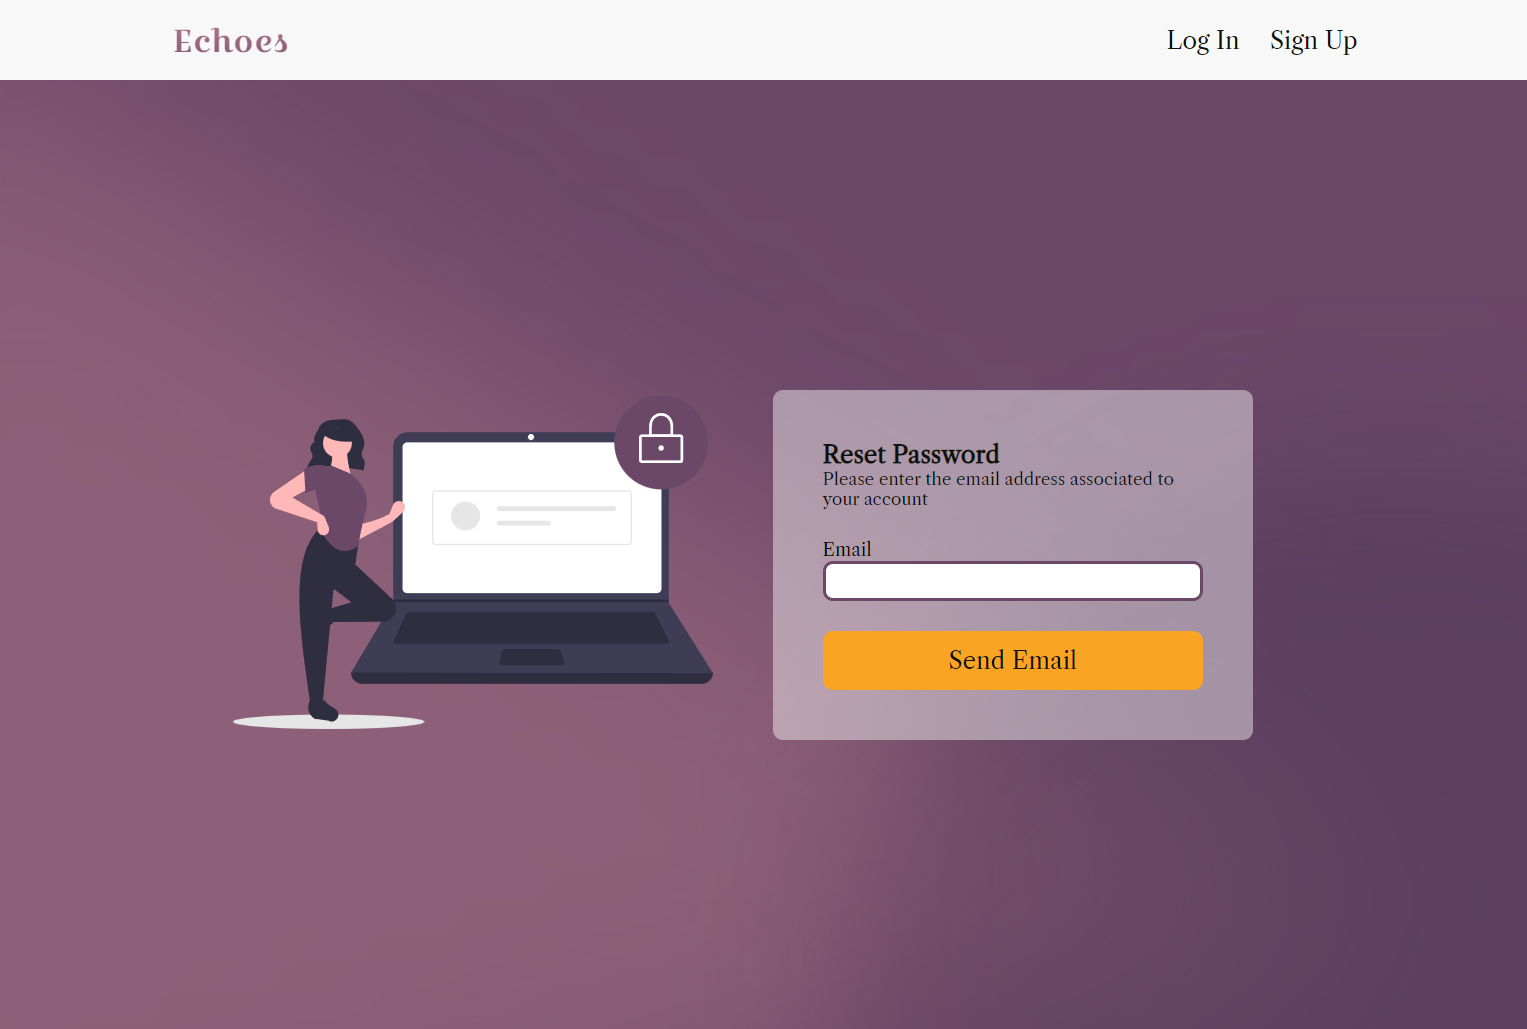 Echoes
Log In
Sign Up
Reset Password
Please enter the email address associated to
your account
Email
Send Email